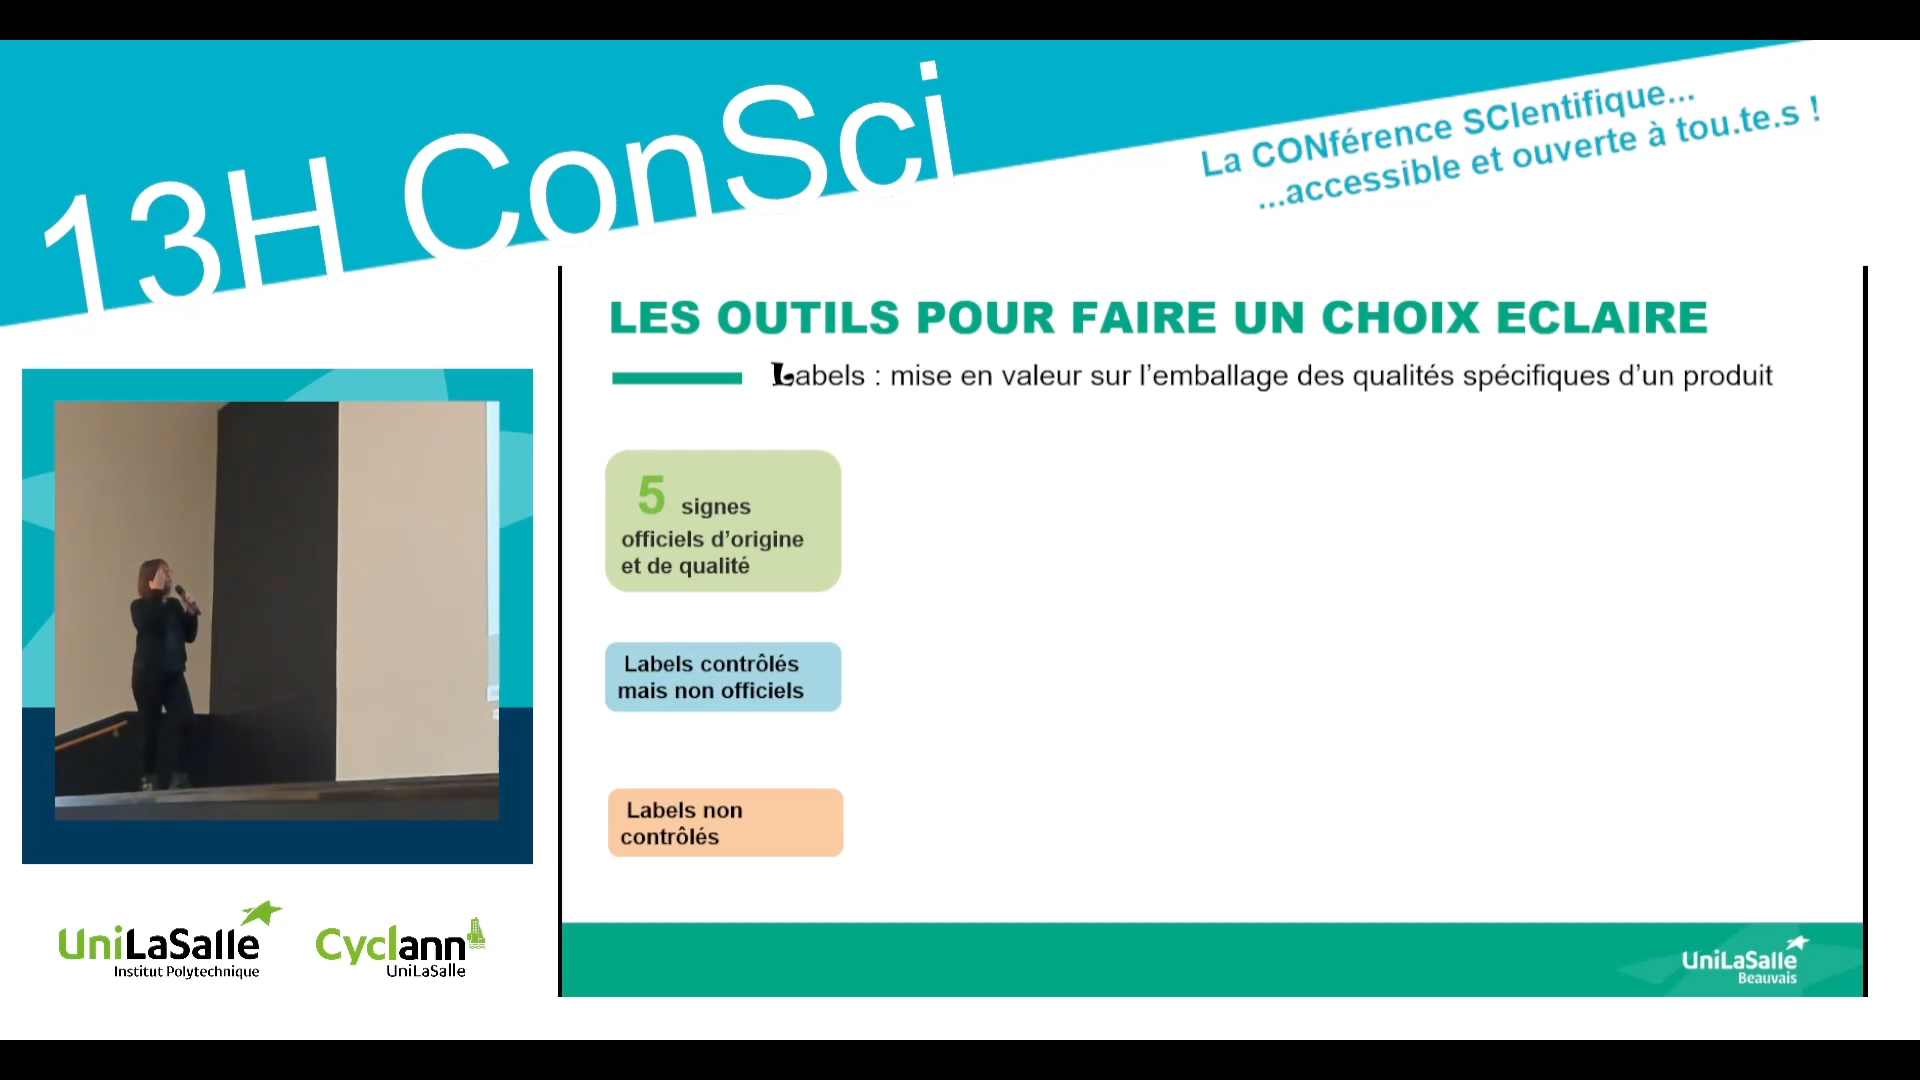 13H ConSci
La CONférence SCIentifique...
...accessible et ouverte à tou.te.s !
LES OUTILS POUR FAIRE UN CHOIX ECLAIRE
Labels : mise en valeur sur l’emballage des qualités spécifiques d’un produit
5 signes
officiels d’origine
et de qualité
Labels contrôlés
mais non officiels
Labels non
contrôlés
UniLaSalle
Institut Polytechnique
Cyclann
UniLaSalle
UniLaSalle
Beauvais